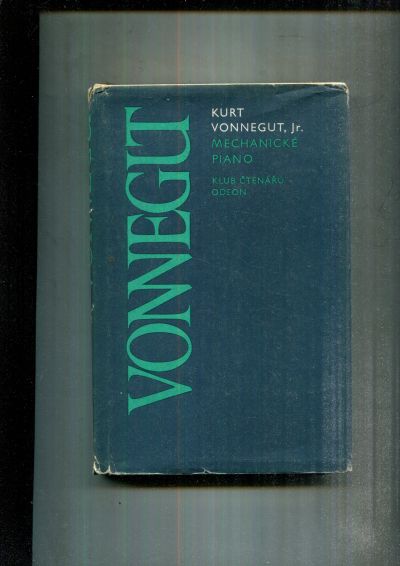 VONNEGUT
KURT
VONNEGUT, Jr.
MECHANICKÉ
PIANO
KLUB ČTENÁŘŮ -
ODEON